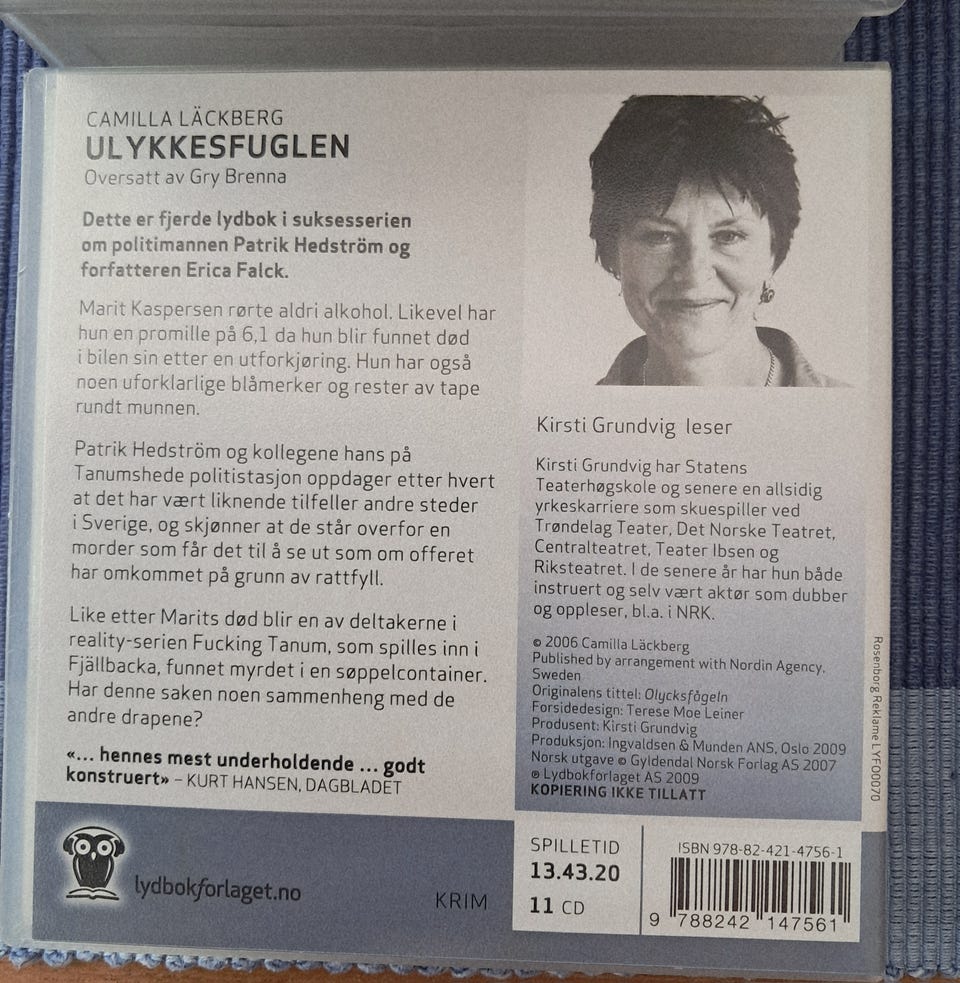 CAMILLA LÄCKBERG
ULYKKESFUGLEN
Oversatt av Gry Brenna
Dette er fjerde lydbok i suksesserien
om politimannen Patrik Hedström og
forfatteren Erica Falck.
Marit Kaspersen rørte aldri alkohol. Likevel har
hun en promille på 6,1 da hun blir funnet død
i bilen sin etter en utforkjøring. Hun har også
noen uforklarlige blåmerker og rester av tape
rundt munnen.
Patrik Hedström og kollegene hans på
Tanumshede politistasjon oppdager etter hvert
at det har vært liknende tilfeller andre steder
i Sverige, og skjønner at de står overfor en
morder som får det til å se ut som om offeret
har omkommet på grunn av rattfyll.
Like etter Marits død blir en av deltakerne i
reality-serien Fucking Tanum, som spilles inn i
Fjällbacka, funnet myrdet i en søppelcontainer.
Har denne saken noen sammenheng med de
andre drapene?
«... hennes mest underholdende ... godt
konstruert» – KURT HANSEN, DAGBLADET
lydbokforlaget.no
KRIM
Kirsti Grundvig leser
Kirsti Grundvig har Statens
Teaterhøgskole og senere en allsidig
yrkeskarriere som skuespiller ved
Trøndelag Teater, Det Norske Teatret,
Centralteatret, Teater Ibsen og
Riksteatret. I de senere år har hun både
instruert og selv vært aktør som dubber
og oppleser, bl.a. i NRK.
© 2006 Camilla Läckberg
Published by arrangement with Nordin Agency,
Sweden
Originalens tittel: Olycksfågeln
Forsidedesign: Terese Moe Leiner
Produsent: Kirsti Grundvig
Produksjon: Ingvaldsen & Munden ANS, Oslo 2009
Norsk utgave © Gyldendal Norsk Forlag AS 2007
℗ Lydbokforlaget AS 2009
KOPIERING IKKE TILLATT
Rosenborg Reklame LYF00070
SPILLETID
13.43.20
11 CD
ISBN 978-82-421-4756-1
9 788242 147561